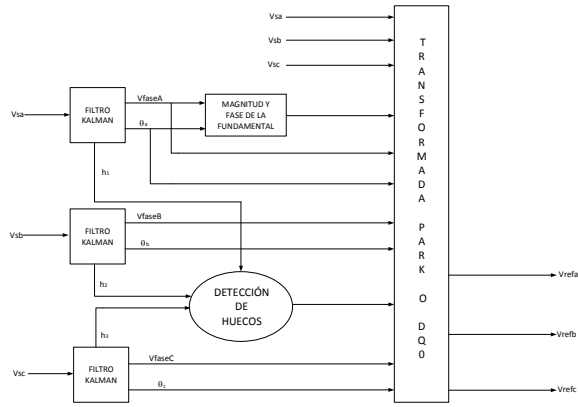 Vsa
Vsb
Vsc
T
R
A
N
S
F
O
R
M
A
D
A
P
A
R
K
O
D
Q
0
Vsa
FILTRO
KALMAN
VfaseA
θa
MAGNITUD Y
FASE DE LA
FUNDAMENTAL
h1
Vsb
FILTRO
KALMAN
VfaseB
θb
h2
DETECCIÓN
DE
HUECOS
h3
Vsc
FILTRO
KALMAN
VfaseC
θc
Vrefa
Vrefb
Vrefc